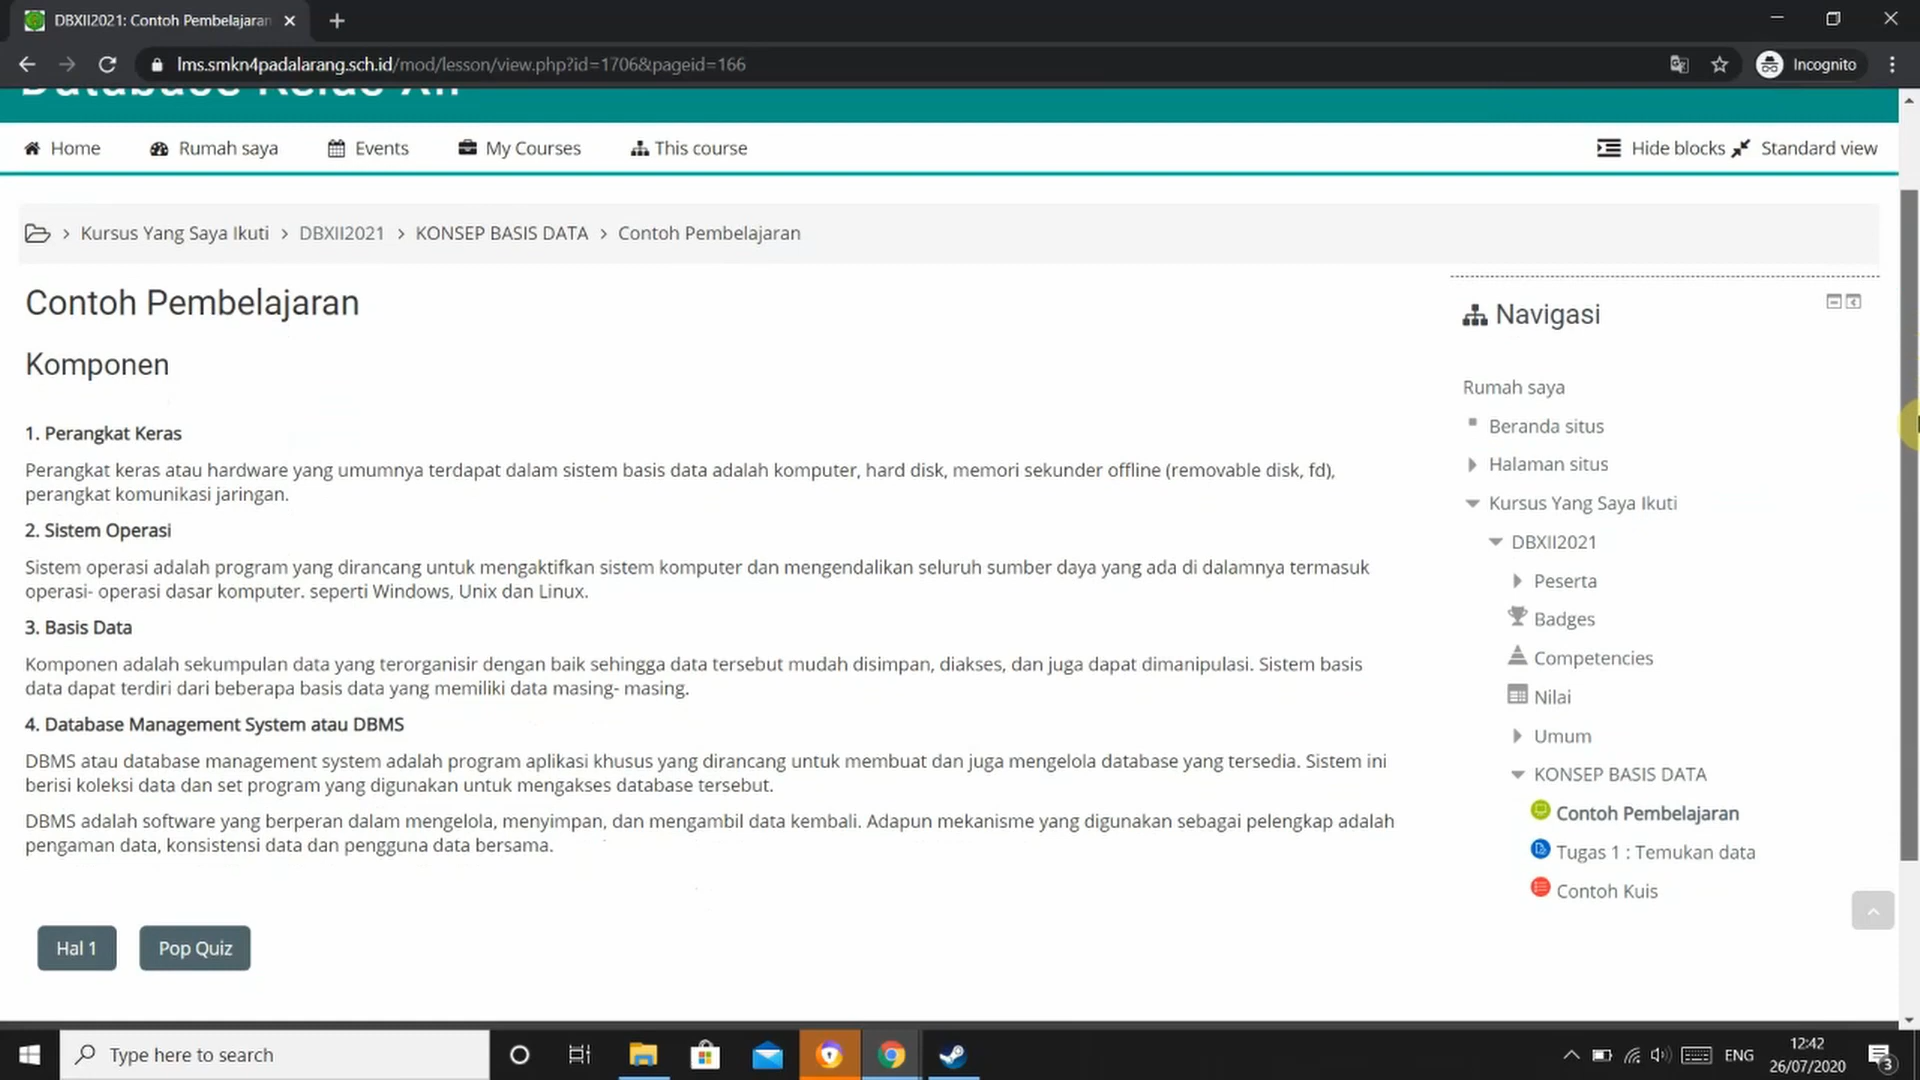 DBXII2021: Contoh Pembelajaran
lms.smkn4padalarang.sch.id/mod/lesson/view.php?id=1706&pageid=166
Incognito
Database Kelas XII
Home
Rumah saya
Events
My Courses
This course
Hide blocks
Standard view
Kursus Yang Saya Ikuti > DBXII2021 > KONSEP BASIS DATA > Contoh Pembelajaran
Contoh Pembelajaran
Komponen
1. Perangkat Keras
Perangkat keras atau hardware yang umumnya terdapat dalam sistem basis data adalah komputer, hard disk, memori sekunder offline (removable disk, fd),
perangkat komunikasi jaringan.
2. Sistem Operasi
Sistem operasi adalah program yang dirancang untuk mengaktifkan sistem komputer dan mengendalikan seluruh sumber daya yang ada di dalamnya termasuk
operasi- operasi dasar komputer. seperti Windows, Unix dan Linux.
3. Basis Data
Komponen adalah sekumpulan data yang terorganisir dengan baik sehingga data tersebut mudah disimpan, diakses, dan juga dapat dimanipulasi. Sistem basis
data dapat terdiri dari beberapa basis data yang memiliki data masing- masing.
4. Database Management System atau DBMS
DBMS atau database management system adalah program aplikasi khusus yang dirancang untuk membuat dan juga mengelola database yang tersedia. Sistem ini
berisi koleksi data dan set program yang digunakan untuk mengakses database tersebut.
DBMS adalah software yang berperan dalam mengelola, menyimpan, dan mengambil data kembali. Adapun mekanisme yang digunakan sebagai pelengkap adalah
pengaman data, konsistensi data dan pengguna data bersama.
Hal 1
Pop Quiz
Navigasi
Rumah saya
Beranda situs
Halaman situs
Kursus Yang Saya Ikuti
DBXII2021
Peserta
Badges
Competencies
Nilai
Umum
KONSEP BASIS DATA
Contoh Pembelajaran
Tugas 1 : Temukan data
Contoh Kuis
Type here to search
ENG
12:42
26/07/2020
3